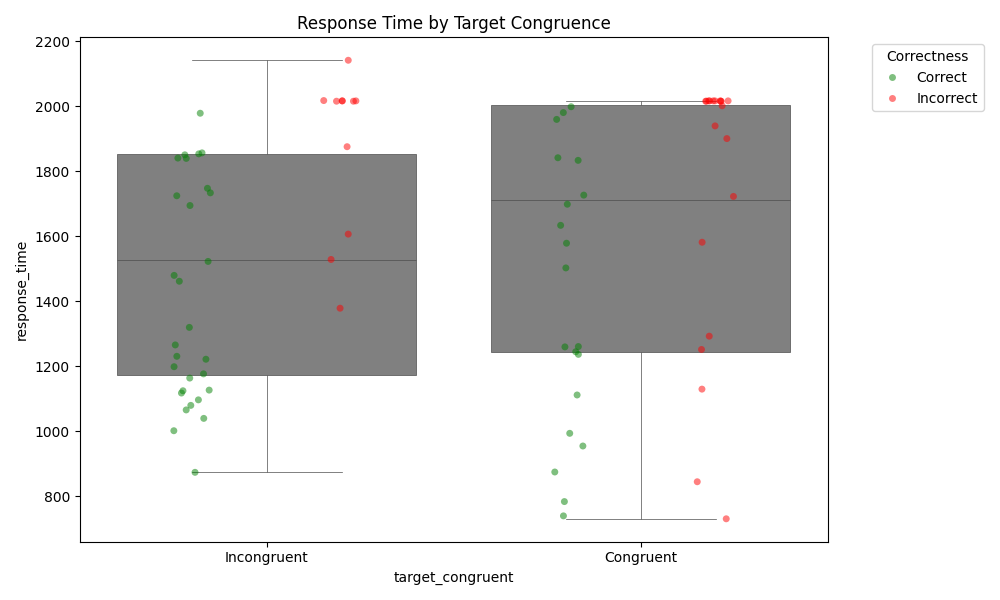 Response Time by Target Congruence
Correctness
Correct
Incorrect
response_time
2200
2000
1800
1600
1400
1200
1000
800
Incongruent
Congruent
target_congruent